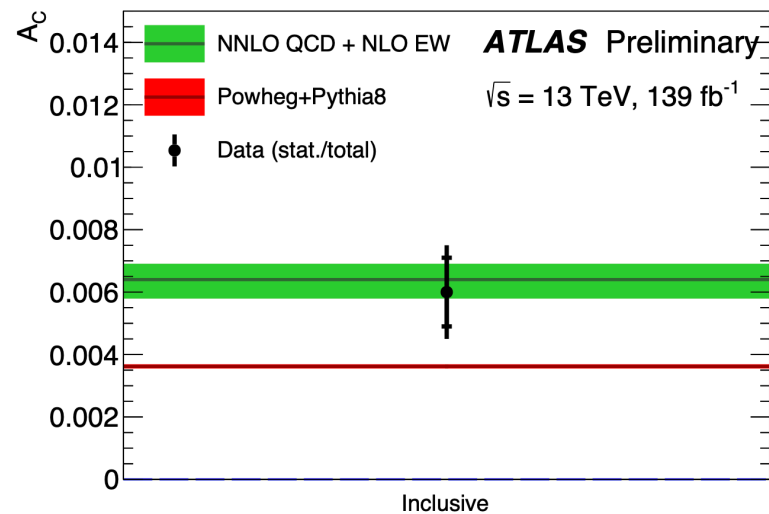 A_C
0.014
0.012
0.01
0.008
0.006
0.004
0.002
0
NNLO QCD + NLO EW
Powheg+Pythia8
Data (stat./total)
ATLAS Preliminary
√s = 13 TeV, 139 fb⁻¹
Inclusive